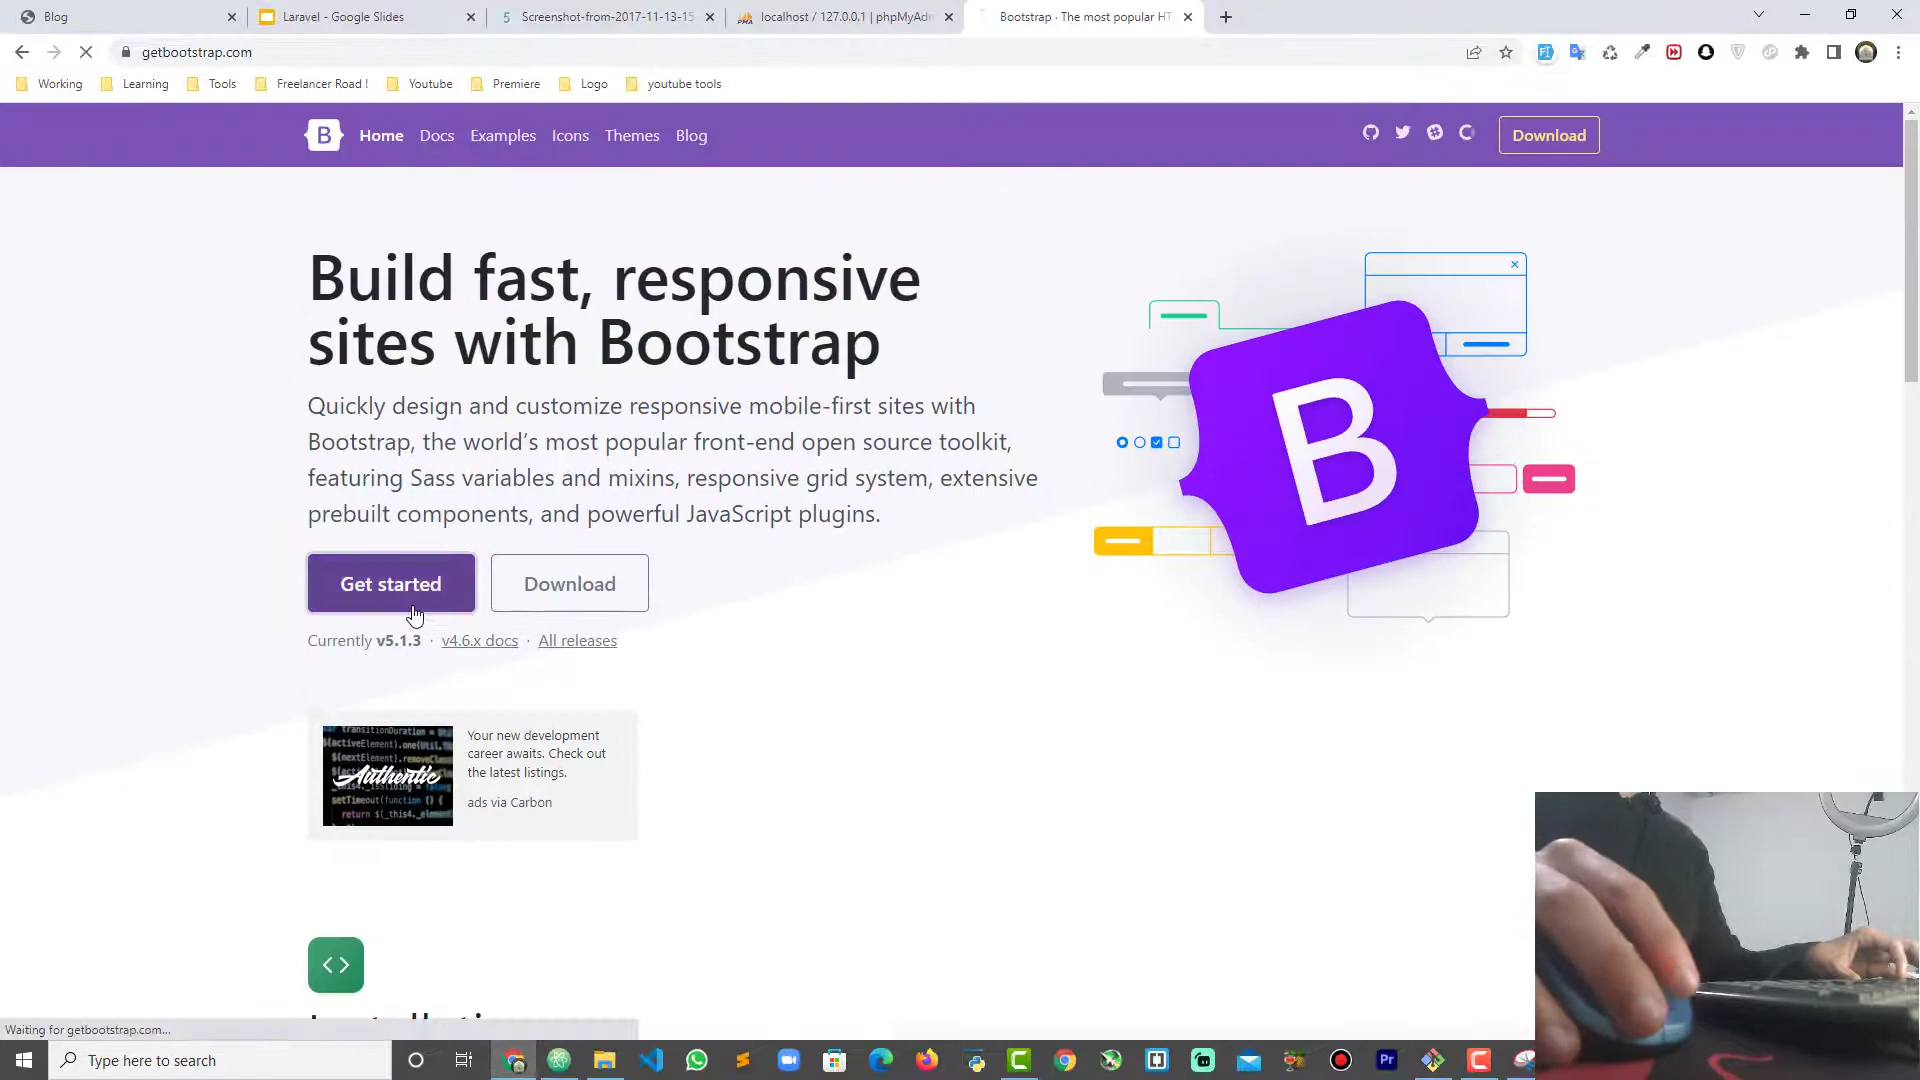 Blog
Laravel - Google Slides
Screenshot-from-2017-11-13-15
localhost / 127.0.0.1 | phpMyAdm
Bootstrap · The most popular HT
getbootstrap.com
Working
Learning
Tools
Freelancer Road !
Youtube
Premiere
Logo
youtube tools
B
Home
Docs
Examples
Icons
Themes
Blog
Download
Build fast, responsive
sites with Bootstrap
Quickly design and customize responsive mobile-first sites with
Bootstrap, the world’s most popular front-end open source toolkit,
featuring Sass variables and mixins, responsive grid system, extensive
prebuilt components, and powerful JavaScript plugins.
Get started
Download
Currently v5.1.3 · v4.6.x docs · All releases
B
Authentic
Your new development
career awaits. Check out
the latest listings.
ads via Carbon
Waiting for getbootstrap.com...
Type here to search
Pr